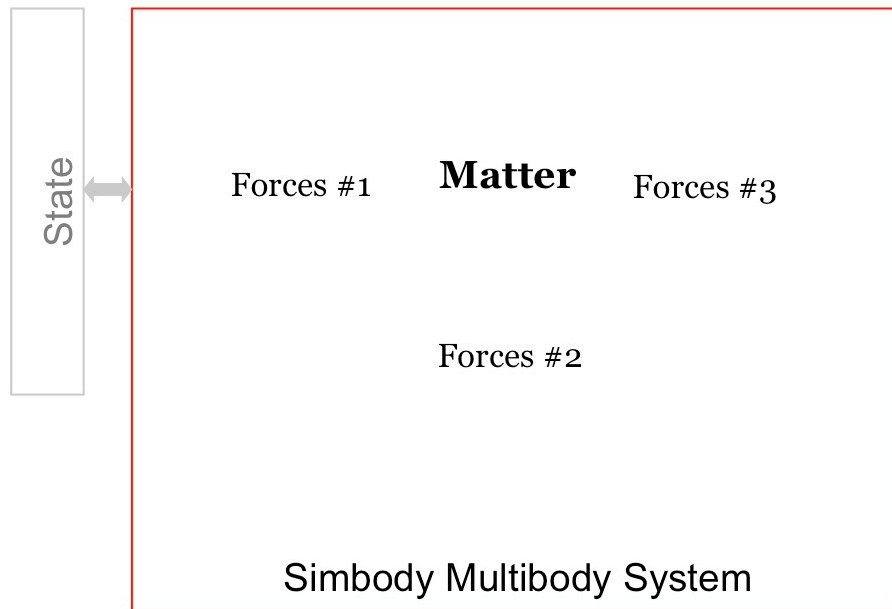 State
Forces #1
Matter
Forces #3
Forces #2
Simbody Multibody System